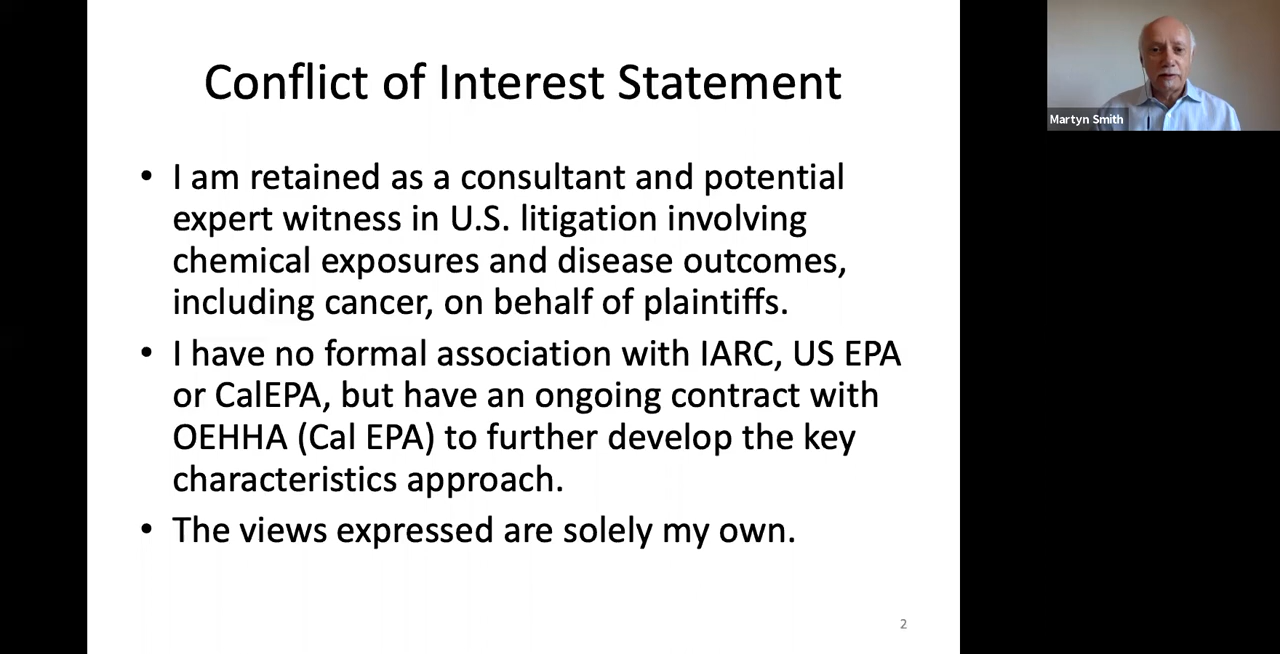 Conflict of Interest Statement
• I am retained as a consultant and potential
expert witness in U.S. litigation involving
chemical exposures and disease outcomes,
including cancer, on behalf of plaintiffs.
• I have no formal association with IARC, US EPA
or CalEPA, but have an ongoing contract with
OEHHA (Cal EPA) to further develop the key
characteristics approach.
• The views expressed are solely my own.
2
Martyn Smith